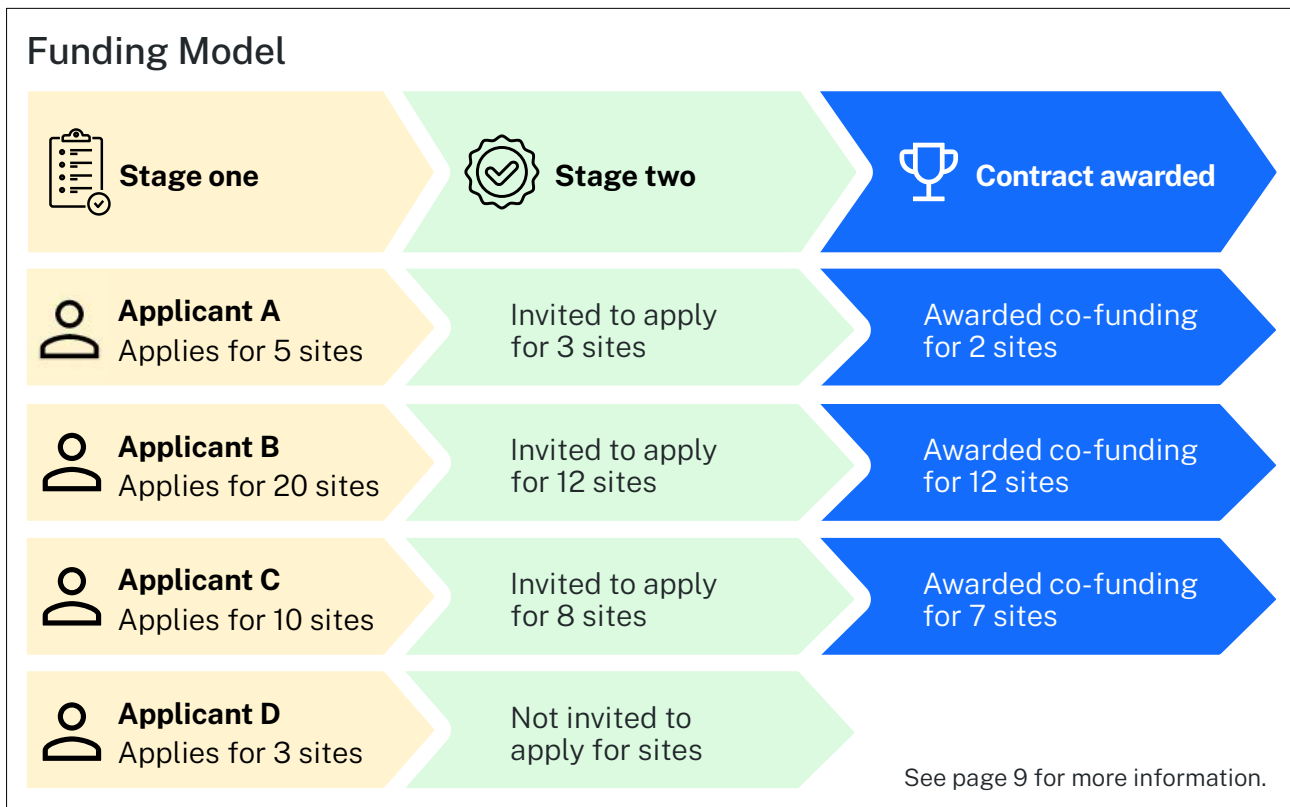 Funding Model
Stage one
Stage two
Contract awarded
Applicant A
Applies for 5 sites
Invited to apply
for 3 sites
Awarded co-funding
for 2 sites
Applicant B
Applies for 20 sites
Invited to apply
for 12 sites
Awarded co-funding
for 12 sites
Applicant C
Applies for 10 sites
Invited to apply
for 8 sites
Awarded co-funding
for 7 sites
Applicant D
Applies for 3 sites
Not invited to
apply for sites
See page 9 for more information.